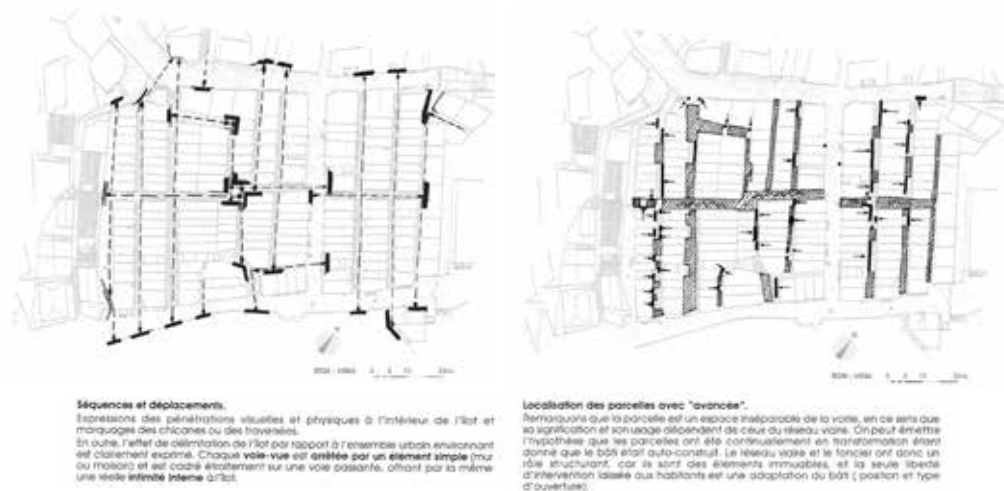 Séquences et déplacements.
Expressions des pénétrations visuelles et physiques à l'intérieur de l'îlot et
marquages des chicanes ou des traversées.
En outre, l'effet de délimitation de l'îlot par rapport à l'ensemble urbain environnant
est clairement exprimé. Chaque voie-vue est arrêtée par un élément simple (mur
ou maison) et est cadré étroitement sur une voie passante, offrant par la même
une réelle intimité interne à l'îlot.
Localisation des parcelles avec "avancée".
Remarquons que la parcelle est un espace inséparable de la voirie, en ce sens que
sa signification et son usage dépendent de ceux du réseau viaire. On peut émettre
l'hypothèse que les parcelles ont été continuellement en transformation étant
donné que le bâti était auto-construit. Le réseau viaire et le foncier ont donc un
rôle structurant, car ils sont des éléments immuables, et la seule liberté
d'intervention laissée aux habitants est une adaptation du bâti ( position et type
d'ouverture).